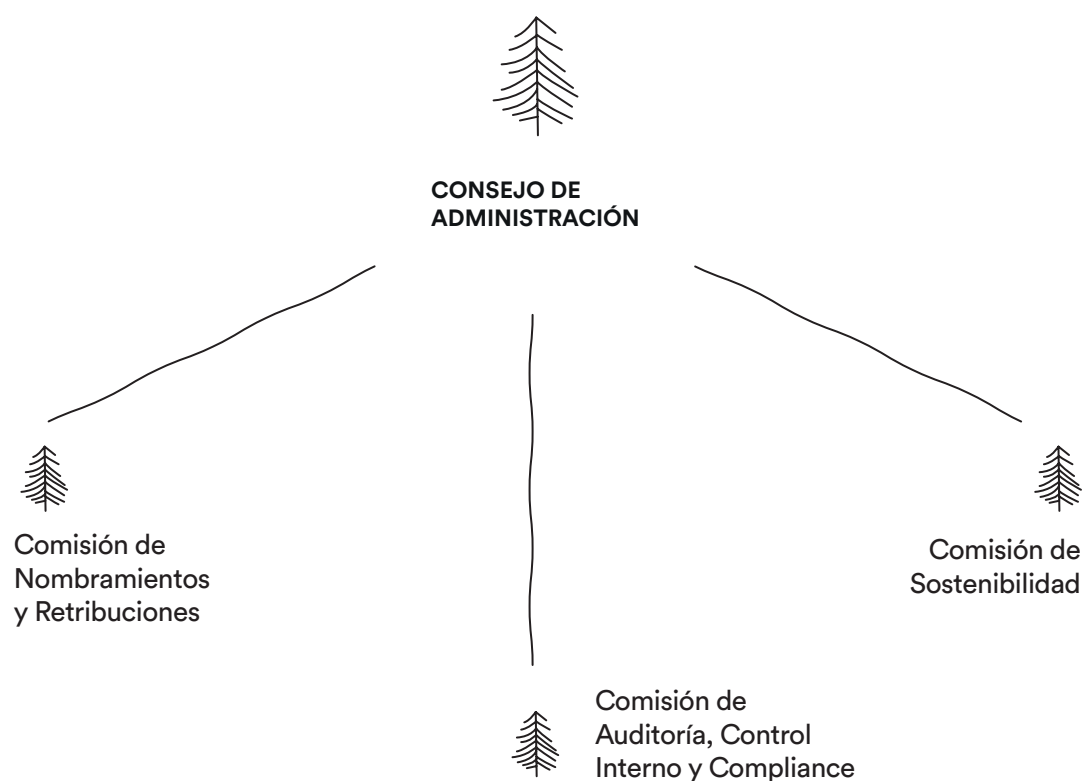 CONSEJO DE
ADMINISTRACIÓN
Comisión de
Nombramientos
y Retribuciones
Comisión de
Sostenibilidad
Comisión de
Auditoría, Control
Interno y Compliance